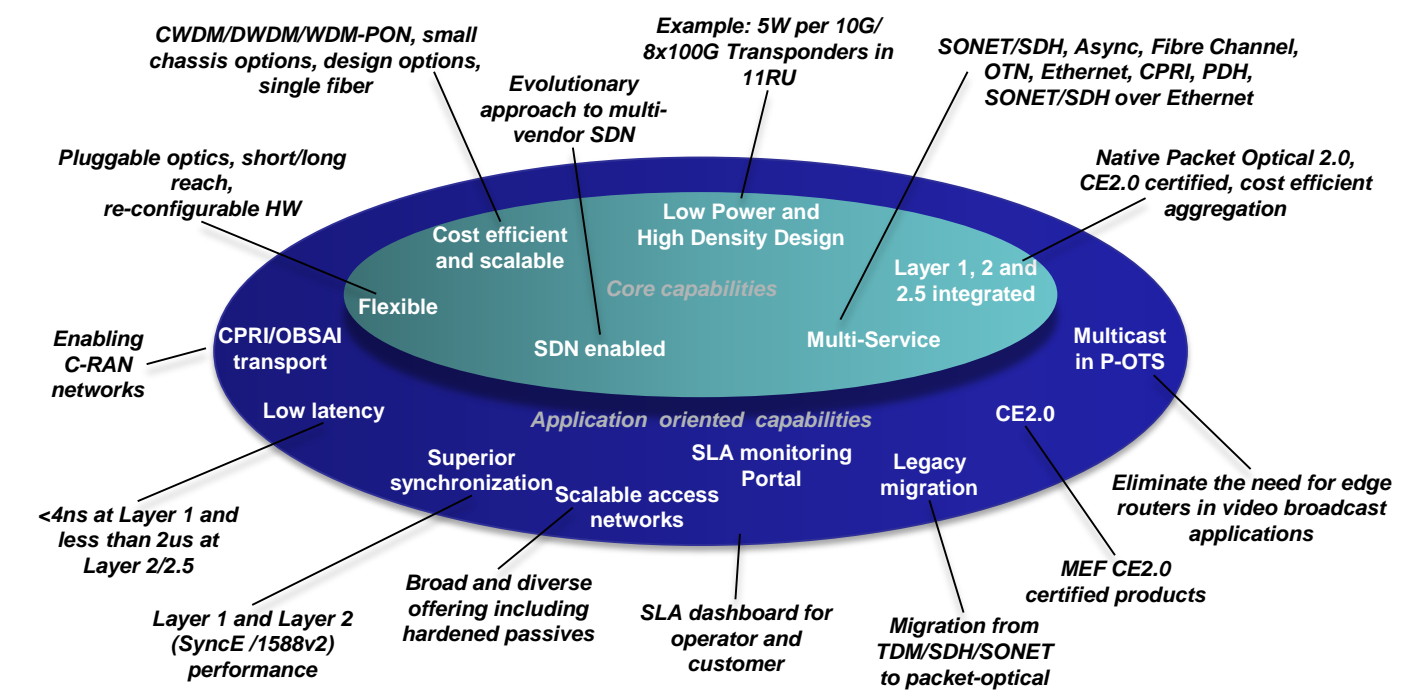 CWDM/DWDM/WDM-PON, small
chassis options, design options,
single fiber
Evolutionary
approach to multi-
vendor SDN
Example: 5W per 10G/
8x100G Transponders in
11RU
SONET/SDH, Async, Fibre Channel,
OTN, Ethernet, CPRI, PDH,
SONET/SDH over Ethernet
Pluggable optics, short/long
reach,
re-configurable HW
Native Packet Optical 2.0,
CE2.0 certified, cost efficient
aggregation
Cost efficient
and scalable
Low Power and
High Density Design
Layer 1, 2 and
2.5 integrated
Core capabilities
Flexible
SDN enabled
Multi-Service
Enabling
C-RAN
networks
CPRI/OBSAI
transport
Multicast
in P-OTS
Low latency
Application oriented capabilities
CE2.0
Superior
synchronization
Scalable access
networks
SLA monitoring
Portal
Legacy
migration
<4ns at Layer 1 and
less than 2us at
Layer 2/2.5
Layer 1 and Layer 2
(SyncE /1588v2)
performance
Broad and diverse
offering including
hardened passives
SLA dashboard for
operator and
customer
Migration from
TDM/SDH/SONET
to packet-optical
MEF CE2.0
certified products
Eliminate the need for edge
routers in video broadcast
applications